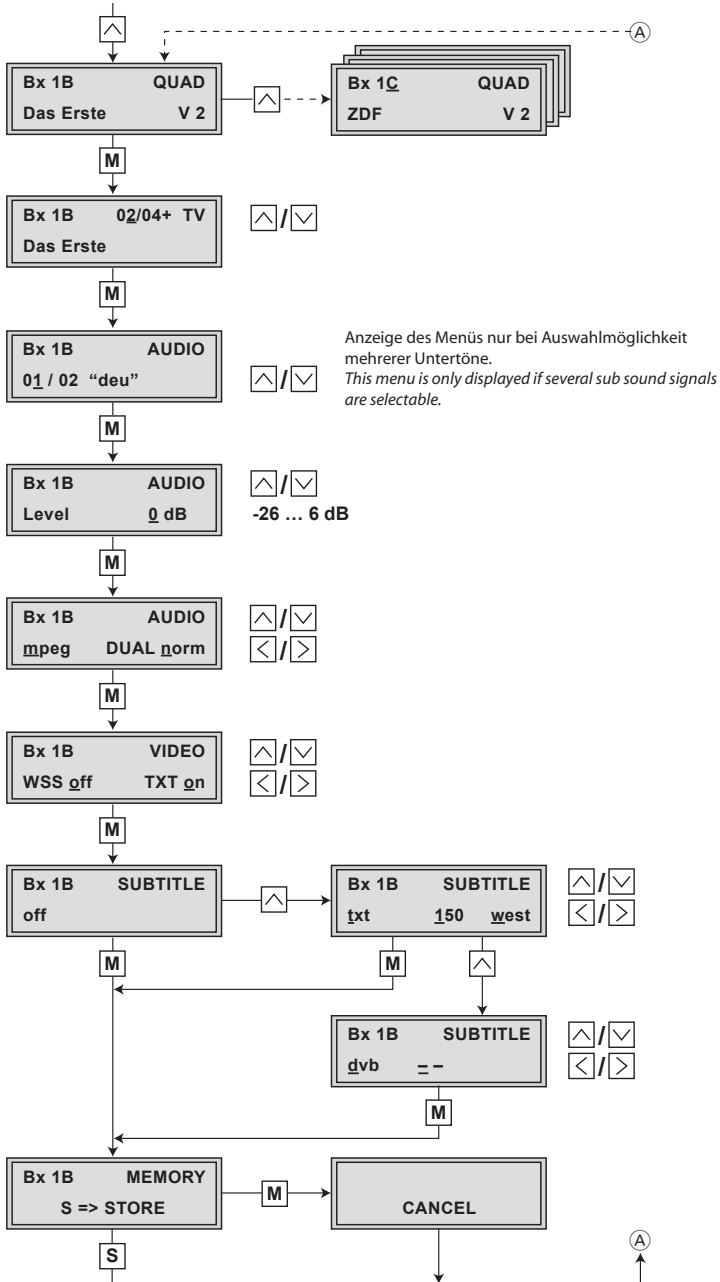 A
Bx 1B QUAD
Das Erste V 2
Bx 1C QUAD
ZDF V 2
M
Bx 1B 02/04+ TV
Das Erste
/
M
Bx 1B AUDIO
01 / 02 “deu”
/
Anzeige des Menüs nur bei Auswahlmöglichkeit
mehrerer Untertöne.
This menu is only displayed if several sub sound signals
are selectable.
M
Bx 1B AUDIO
Level 0 dB
/
-26 … 6 dB
M
Bx 1B AUDIO
mpeg DUAL norm
/
/
M
Bx 1B VIDEO
WSS off TXT on
/
/
M
Bx 1B SUBTITLE
off
Bx 1B SUBTITLE
txt 150 west
/
/
M
M
Bx 1B SUBTITLE
dvb – –
/
/
M
Bx 1B MEMORY
S => STORE
M
CANCEL
S
A